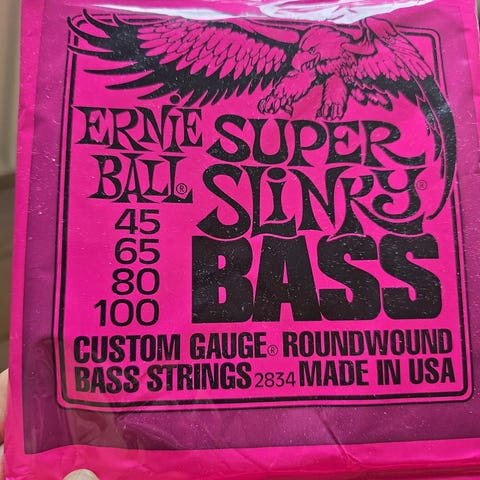 ERNIE BALL®
SUPER SLINKY®
BASS
45
65
80
100
CUSTOM GAUGE® ROUNDWOUND
BASS STRINGS 2834 MADE IN USA